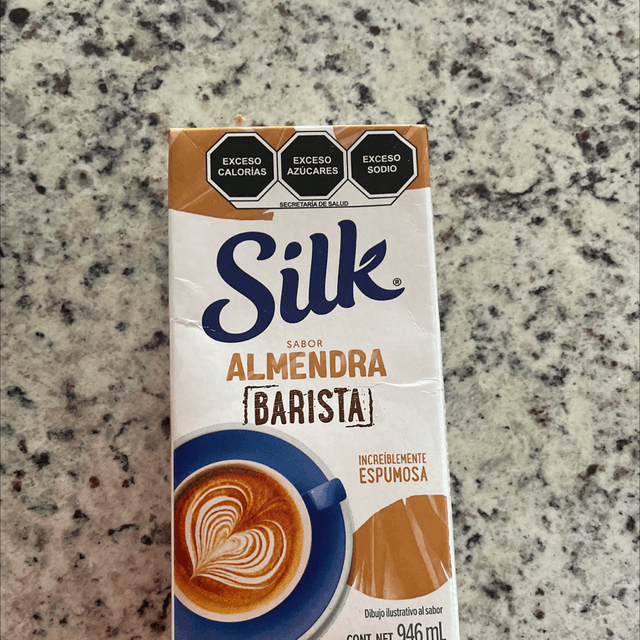 EXCESO
CALORÍAS
EXCESO
AZÚCARES
EXCESO
SODIO
SECRETARÍA DE SALUD
Silk®
SABOR
ALMENDRA
BARISTA
INCREÍBLEMENTE
ESPUMOSA
Dibujo ilustrativo al sabor
CONT. NET. 946 mL